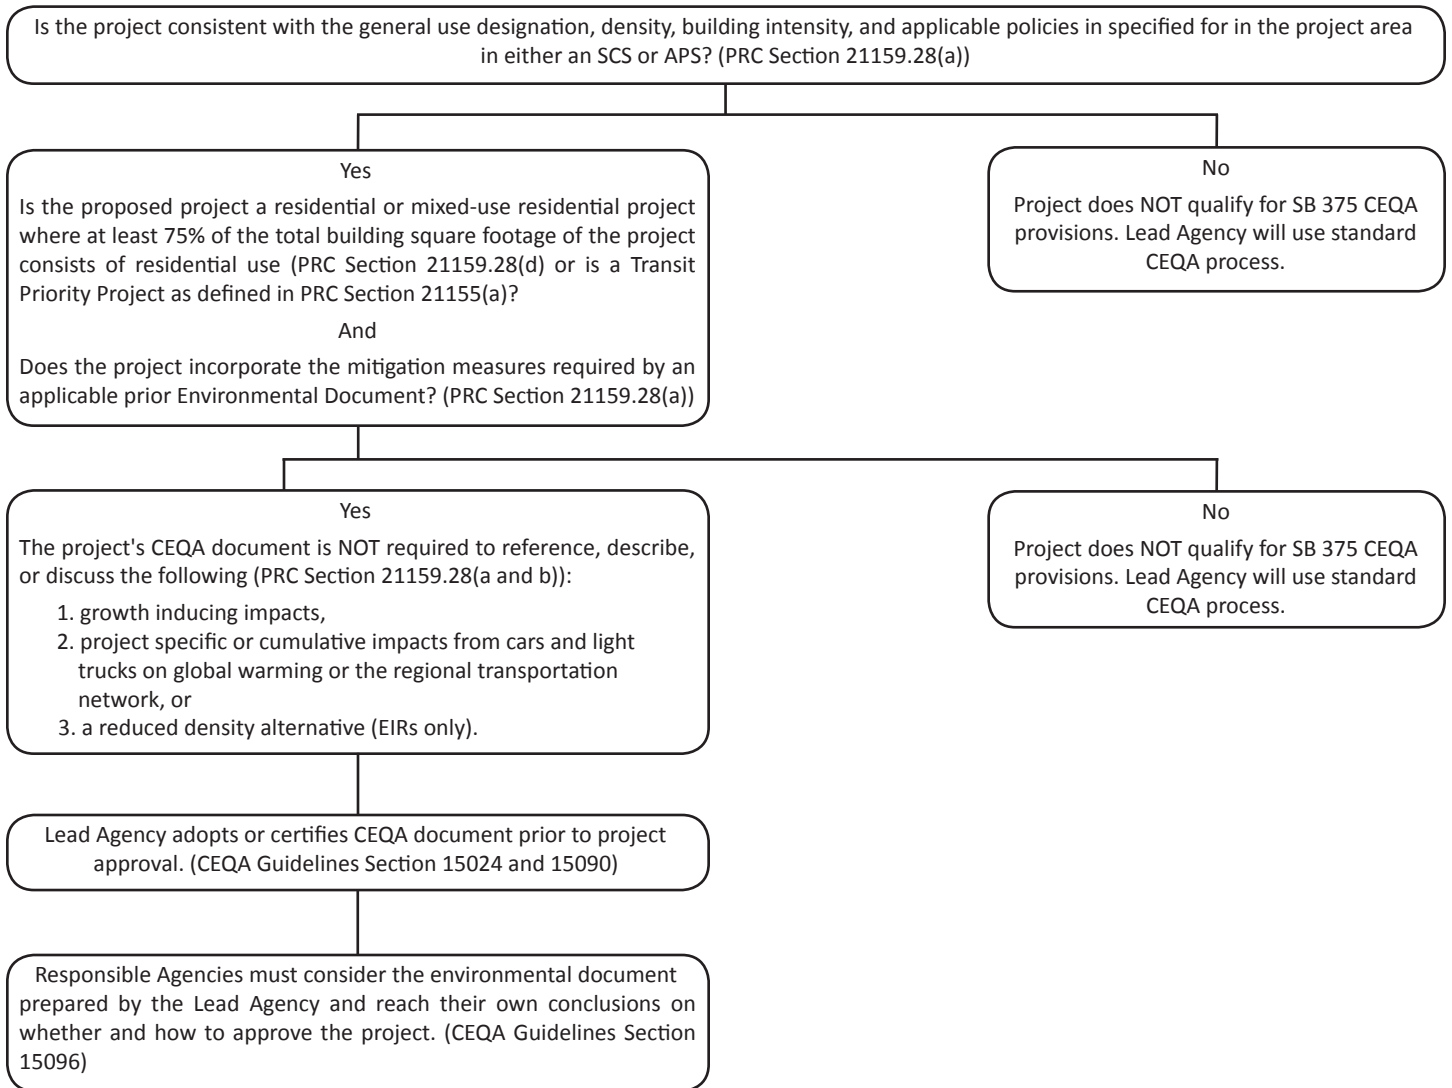 Is the project consistent with the general use designation, density, building intensity, and applicable policies in specified for in the project area
in either an SCS or APS? (PRC Section 21159.28(a))
Yes
Is the proposed project a residential or mixed-use residential project
where at least 75% of the total building square footage of the project
consists of residential use (PRC Section 21159.28(d) or is a Transit
Priority Project as defined in PRC Section 21155(a)?
And
Does the project incorporate the mitigation measures required by an
applicable prior Environmental Document? (PRC Section 21159.28(a))
No
Project does NOT qualify for SB 375 CEQA
provisions. Lead Agency will use standard
CEQA process.
Yes
The project's CEQA document is NOT required to reference, describe,
or discuss the following (PRC Section 21159.28(a and b)):
1. growth inducing impacts,
2. project specific or cumulative impacts from cars and light
trucks on global warming or the regional transportation
network, or
3. a reduced density alternative (EIRs only).
No
Project does NOT qualify for SB 375 CEQA
provisions. Lead Agency will use standard
CEQA process.
Lead Agency adopts or certifies CEQA document prior to project
approval. (CEQA Guidelines Section 15024 and 15090)
Responsible Agencies must consider the environmental document
prepared by the Lead Agency and reach their own conclusions on
whether and how to approve the project. (CEQA Guidelines Section
15096)